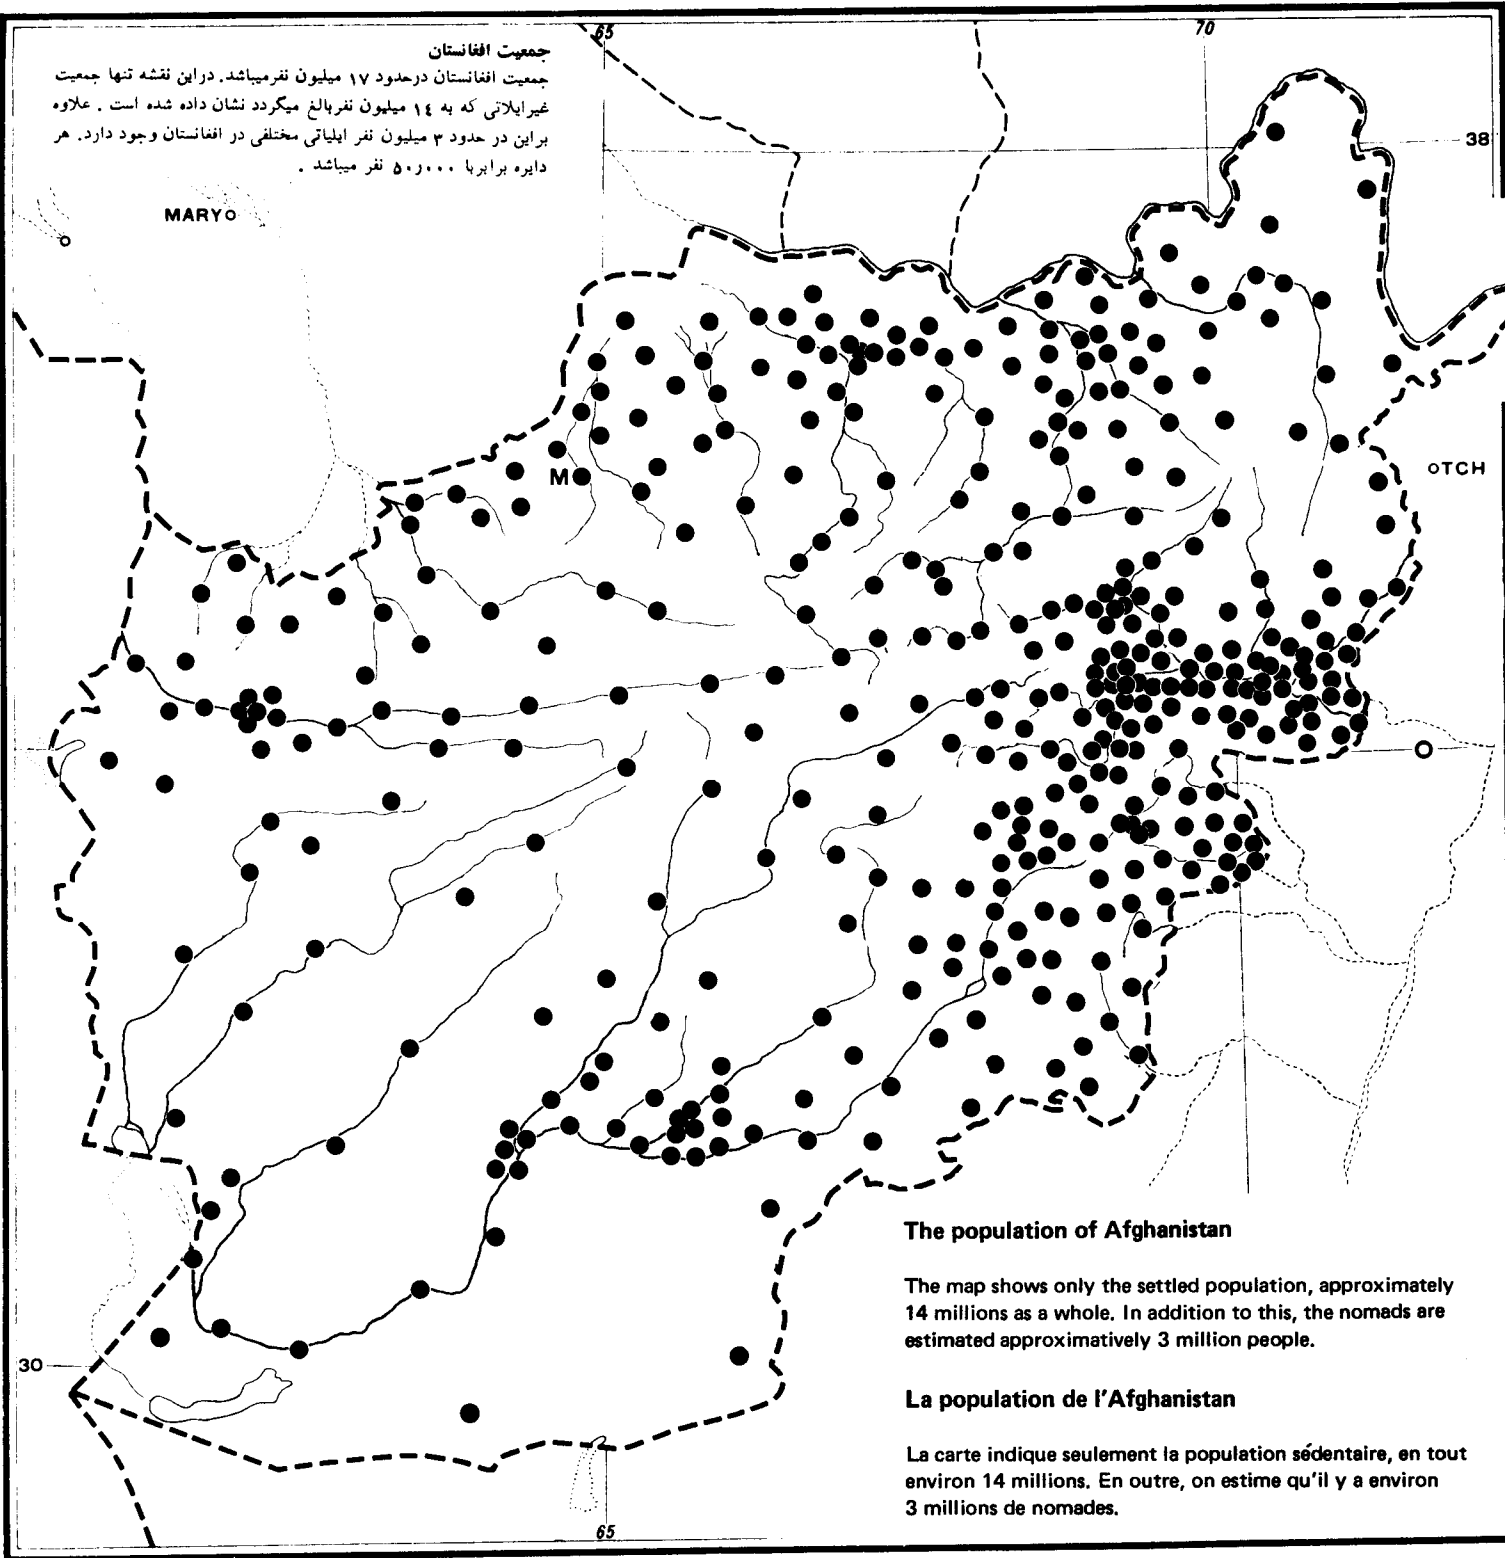 65
70
جمعیت افغانستان
جمعیت افغانستان درحدود ۱۷ میلیون نفرمیباشد. دراین نقشه تنها جمعیت
غیرایلاتی که به ۱٤ میلیون نفربالغ میگردد نشان داده شده است . علاوه
براین در حدود ۳ میلیون نفر ایلیاتی مختلفی در افغانستان وجود دارد. هر
دایره برابربا ۵۰ر۰۰۰ نفر میباشد .
38
MARY
M
TCH
The population of Afghanistan
The map shows only the settled population, approximately
14 millions as a whole. In addition to this, the nomads are
estimated approximatively 3 million people.
30
La population de l'Afghanistan
La carte indique seulement la population sédentaire, en tout
environ 14 millions. En outre, on estime qu'il y a environ
3 millions de nomades.
65